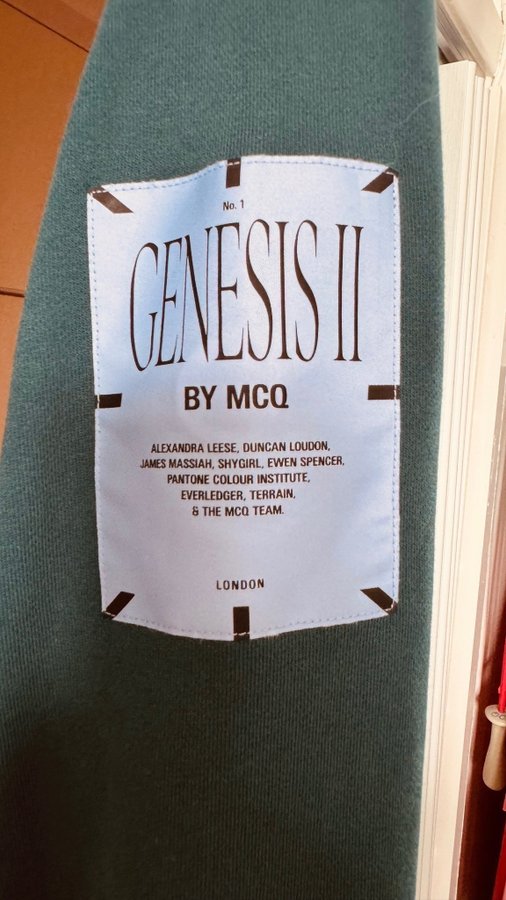 No. 1
GENESIS II
BY MCQ
ALEXANDRA LEESE, DUNCAN LOUDON,
JAMES MASSIAH, SHYGIRL, EWEN SPENCER,
PANTONE COLOUR INSTITUTE,
EVERLEDGER, TERRAIN,
& THE MCQ TEAM.
LONDON